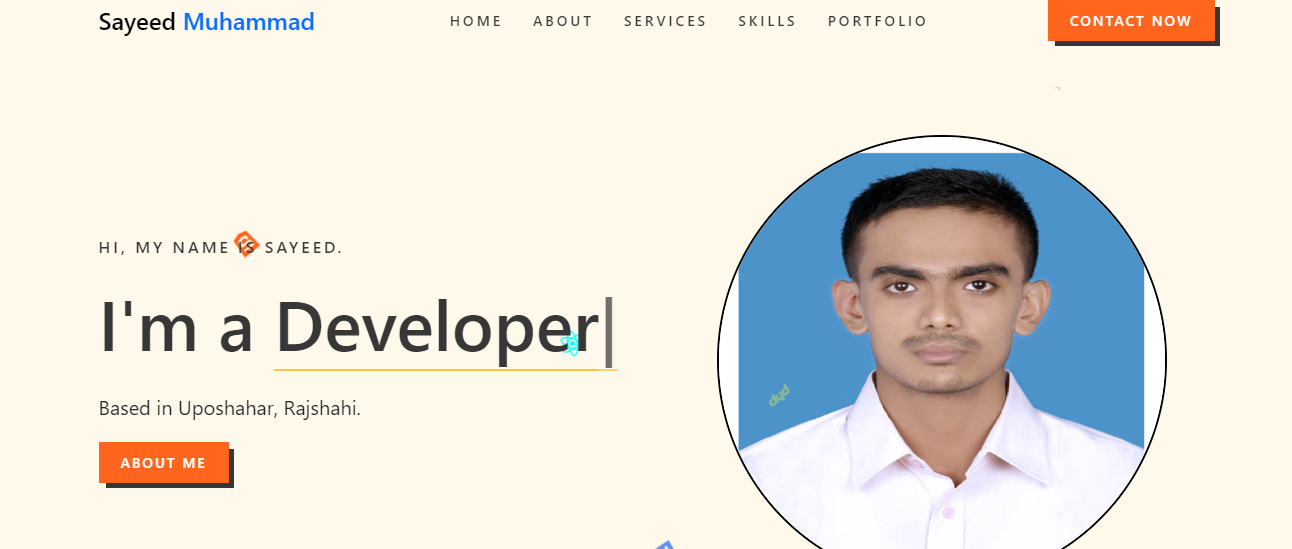 Sayeed Muhammad
HOME ABOUT SERVICES SKILLS PORTFOLIO
CONTACT NOW
HI, MY NAME IS SAYEED.
I'm a Developer
Based in Uposhahar, Rajshahi.
ABOUT ME